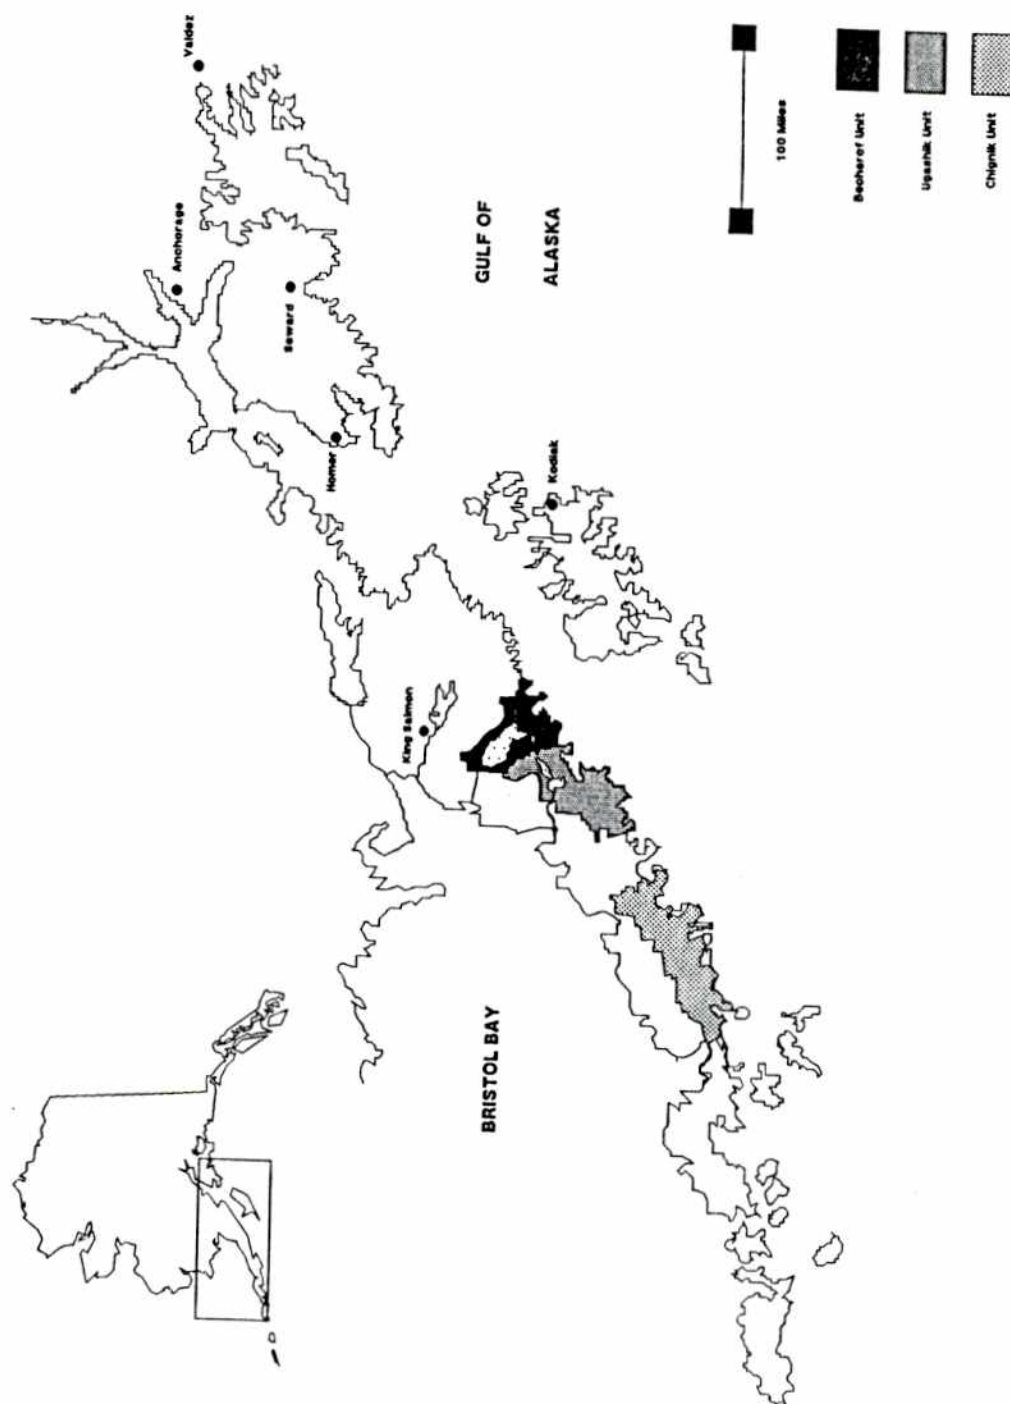 Valdez
Anchorage
Seward
Homer
GULF OF
ALASKA
Kodiak
King Salmon
BRISTOL BAY
100 Miles
Becharof Unit
Ugashik Unit
Chignik Unit